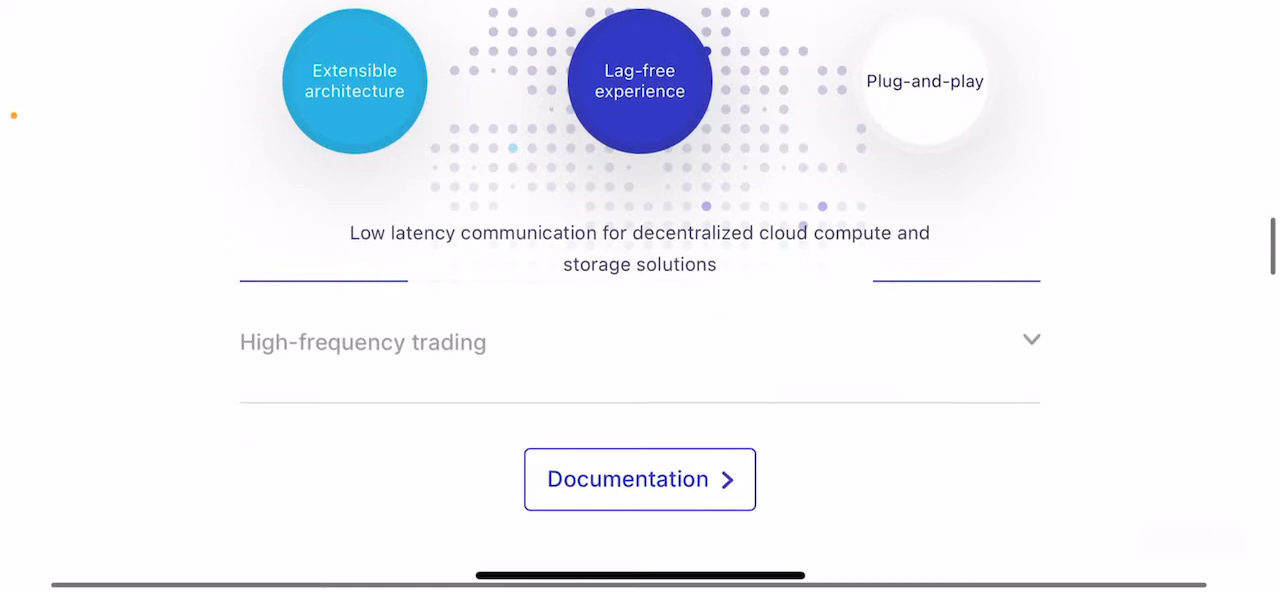 Extensible
architecture
Lag-free
experience
Plug-and-play
Low latency communication for decentralized cloud compute and
storage solutions
High-frequency trading
Documentation